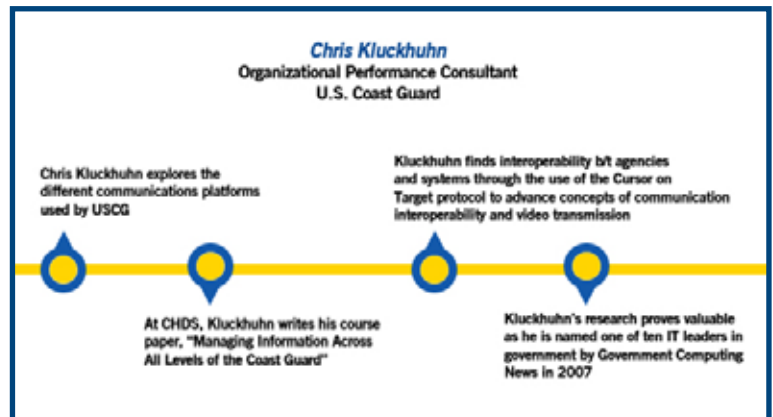 Chris Kluckhuhn
Organizational Performance Consultant
U.S. Coast Guard
Chris Kluckhuhn explores the
different communications platforms
used by USCG
At CHDS, Kluckhuhn writes his course
paper, "Managing Information Across
All Levels of the Coast Guard"
Kluckhuhn finds interoperability b/t agencies
and systems through the use of the Cursor on
Target protocol to advance concepts of communication
interoperability and video transmission
Kluckhuhn's research proves valuable
as he is named one of ten IT leaders in
government by Government Computing
News in 2007